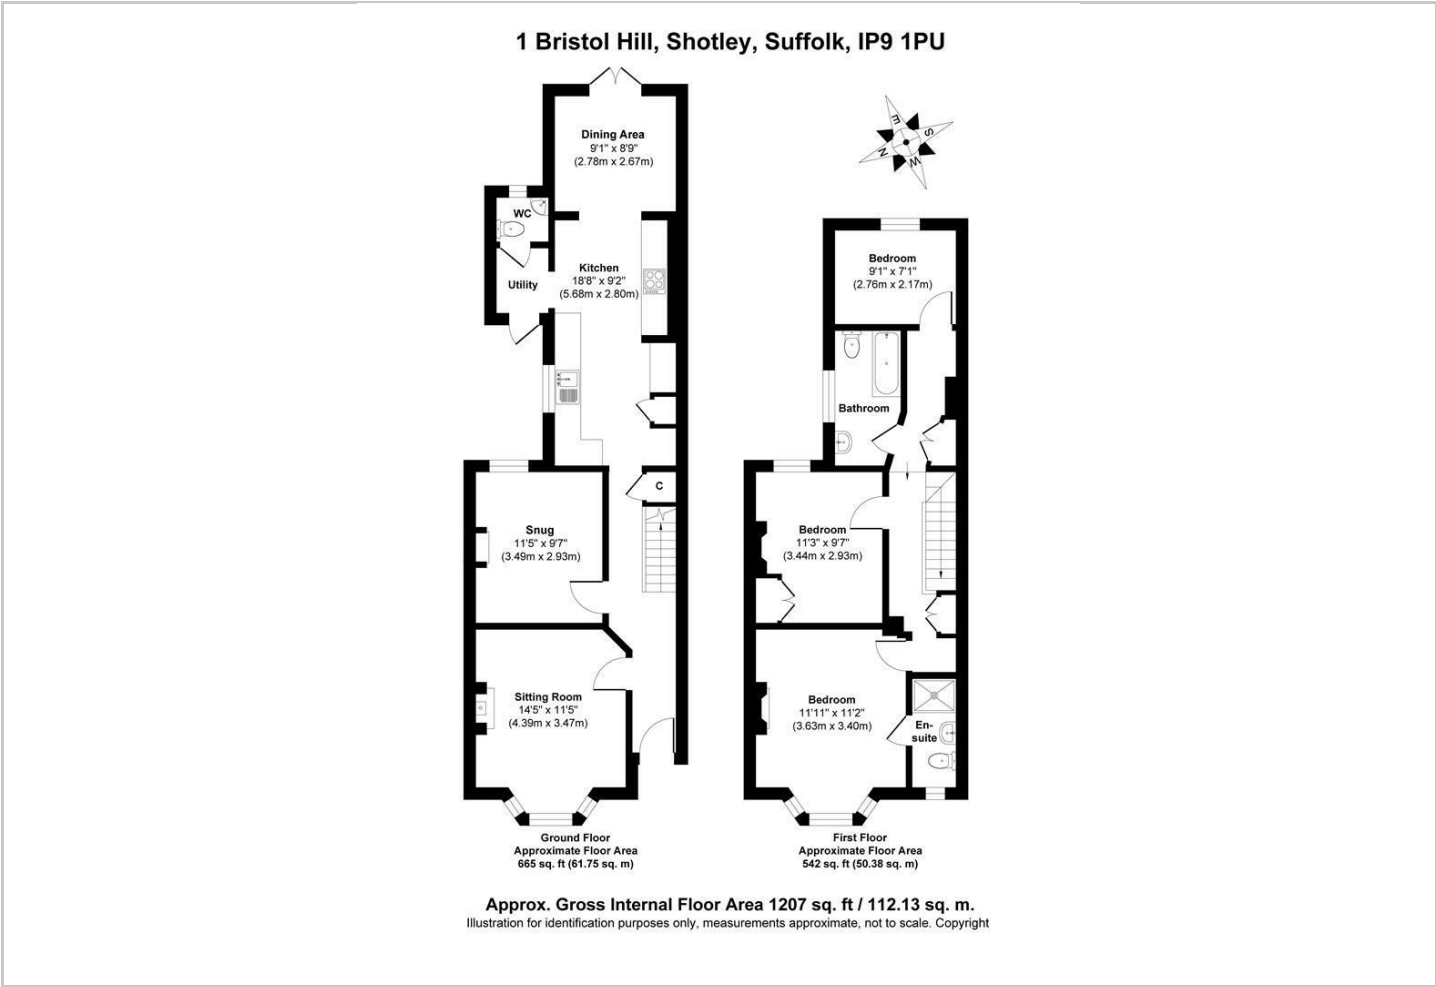 1 Bristol Hill, Shotley, Suffolk, IP9 1PU
Dining Area
9'1" x 8'9"
(2.78m x 2.67m)
WC
Kitchen
18'8" x 9'2"
(5.68m x 2.80m)
Utility
C
Snug
11'5" x 9'7"
(3.49m x 2.93m)
Sitting Room
14'5" x 11'5"
(4.39m x 3.47m)
Ground Floor
Approximate Floor Area
665 sq. ft (61.75 sq. m)
E
S
N
W
Bedroom
9'1" x 7'1"
(2.76m x 2.17m)
Bathroom
Bedroom
11'3" x 9'7"
(3.44m x 2.93m)
Bedroom
11'11" x 11'2"
(3.63m x 3.40m)
En-
suite
First Floor
Approximate Floor Area
542 sq. ft (50.38 sq. m)
Approx. Gross Internal Floor Area 1207 sq. ft / 112.13 sq. m.
Illustration for identification purposes only, measurements approximate, not to scale. Copyright